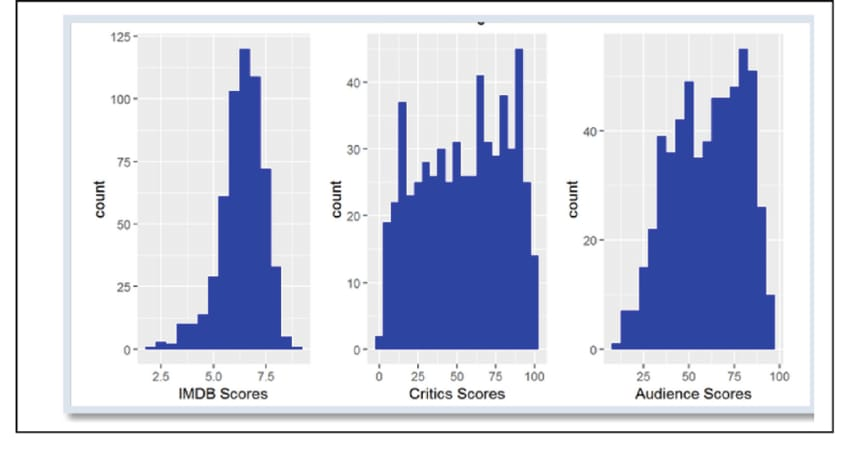 125
100
75
50
25
0
count
2.5 5.0 7.5
IMDB Scores
40
30
20
10
0
count
0 25 50 75 100
Critics Scores
40
20
0
count
25 50 75 100
Audience Scores